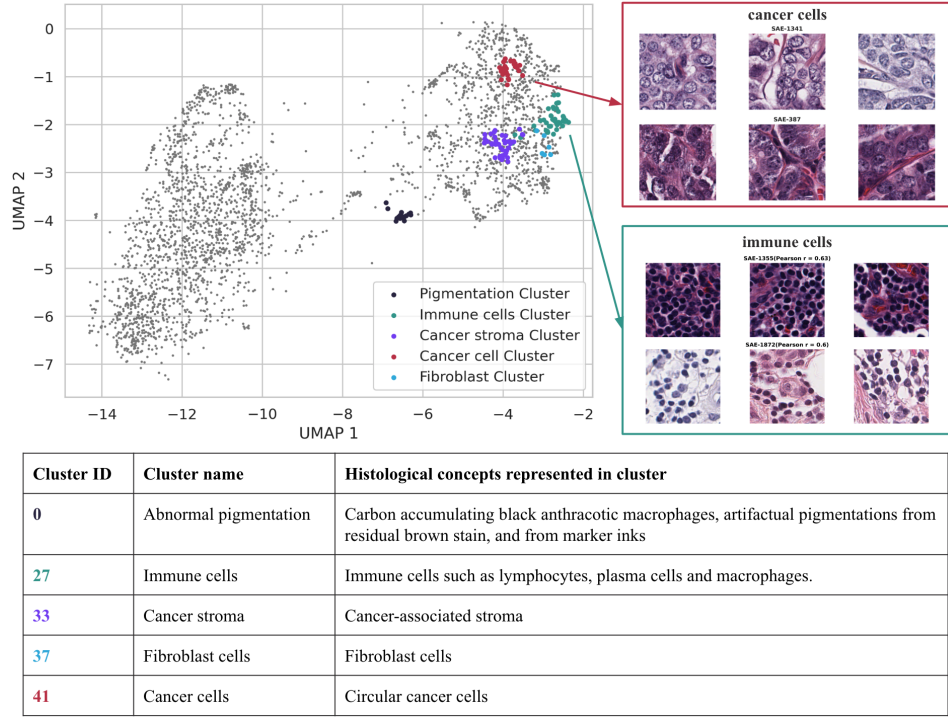 0
−1
−2
−3
−4
−5
−6
−7
UMAP 2
−14
−12
−10
−8
−6
−4
−2
UMAP 1
Pigmentation Cluster
Immune cells Cluster
Cancer stroma Cluster
Cancer cell Cluster
Fibroblast Cluster
cancer cells
SAE-1341
SAE-387
immune cells
SAE-1355(Pearson r = 0.63)
SAE-1872(Pearson r = 0.6)
Cluster ID Cluster name Histological concepts represented in cluster
0 Abnormal pigmentation Carbon accumulating black anthracotic macrophages, artifactual pigmentations from
residual brown stain, and from marker inks
27 Immune cells Immune cells such as lymphocytes, plasma cells and macrophages.
33 Cancer stroma Cancer-associated stroma
37 Fibroblast cells Fibroblast cells
41 Cancer cells Circular cancer cells